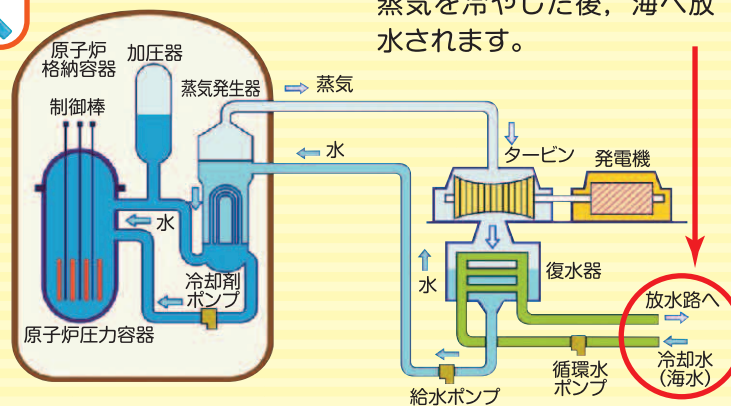 蒸気を冷やした後，海へ放
水されます。
原子炉
格納容器
加圧器
制御棒
蒸気発生器
蒸気
水
タービン
発電機
水
水
復水器
冷却剤
ポンプ
放水路へ
原子炉圧力容器
冷却水
（海水）
循環水
ポンプ
給水ポンプ